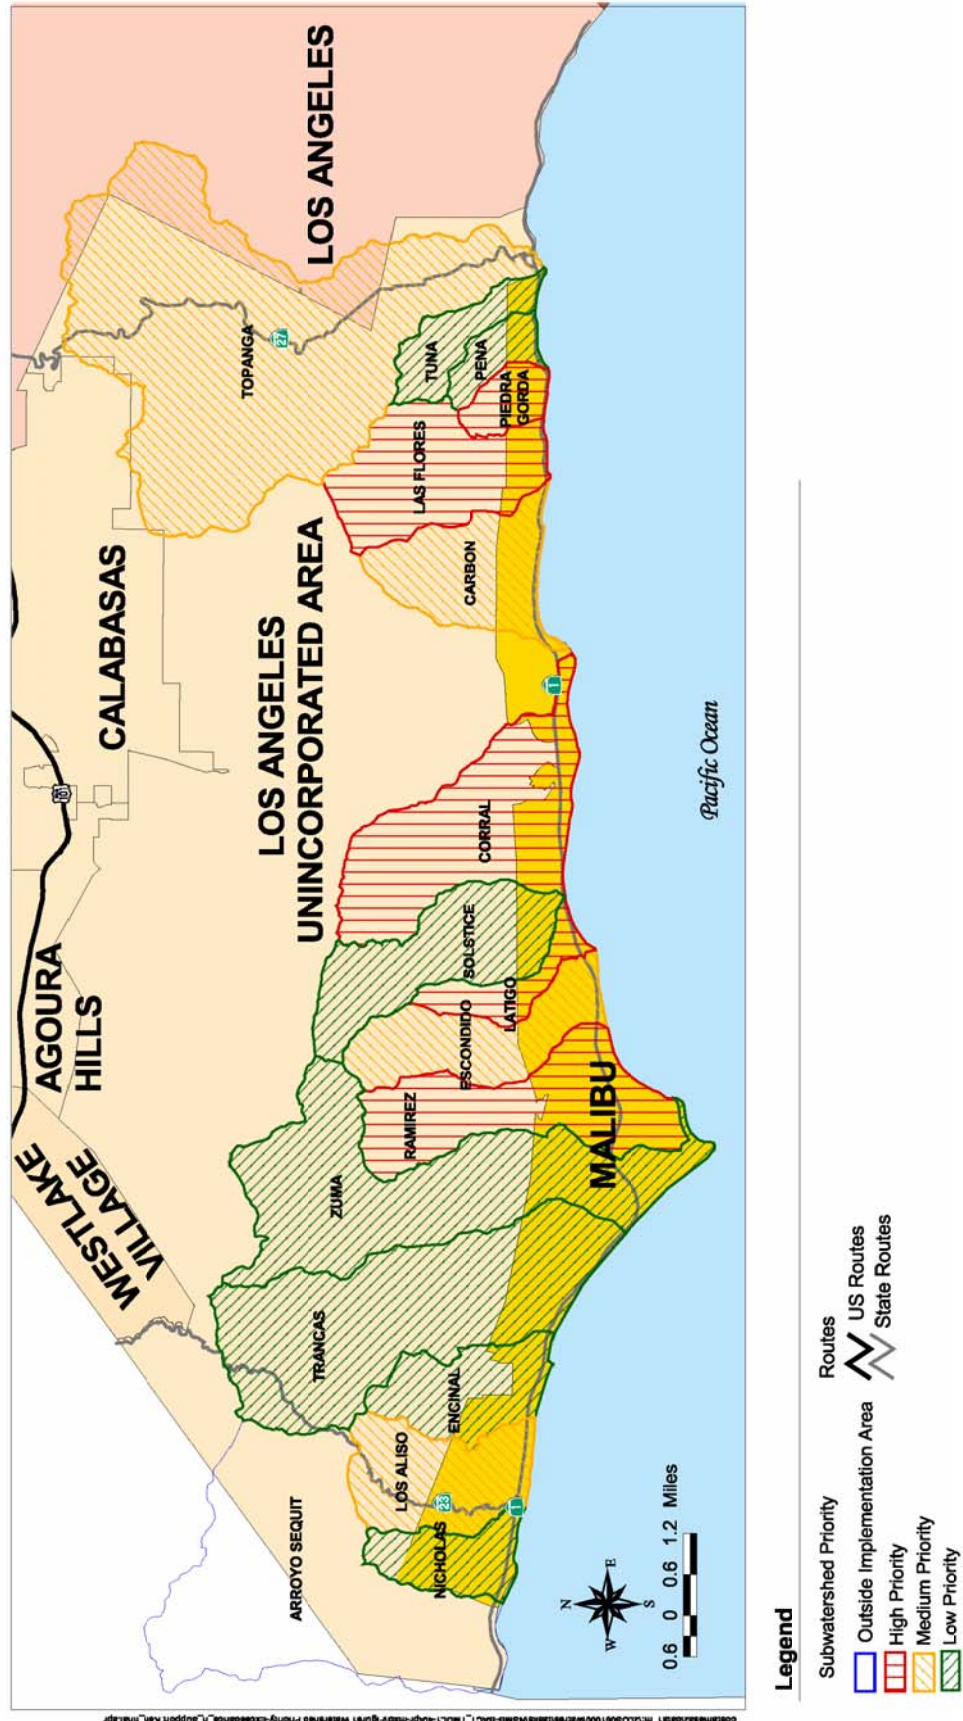 LOS ANGELES
CALABASAS
AGOURA
HILLS
WESTLAKE
VILLAGE
101
LOS ANGELES
UNINCORPORATED AREA
TOPANGA
27
TUNA
PENA
PIEDRA
GORDA
LAS FLORES
CARBON
1
CORRAL
SOLSTICE
LATIGO
ESCONDIDO
RAMIREZ
MALIBU
ZUMA
TRANCAS
ENCINAL
LOS ALISO
23
NICHOLAS
1
ARROYO SEQUIT
Pacific Ocean
N
W
E
S
0.6 0 0.6 1.2 Miles
Legend
Subwatershed Priority
Outside Implementation Area
High Priority
Medium Priority
Low Priority
Routes
US Routes
State Routes